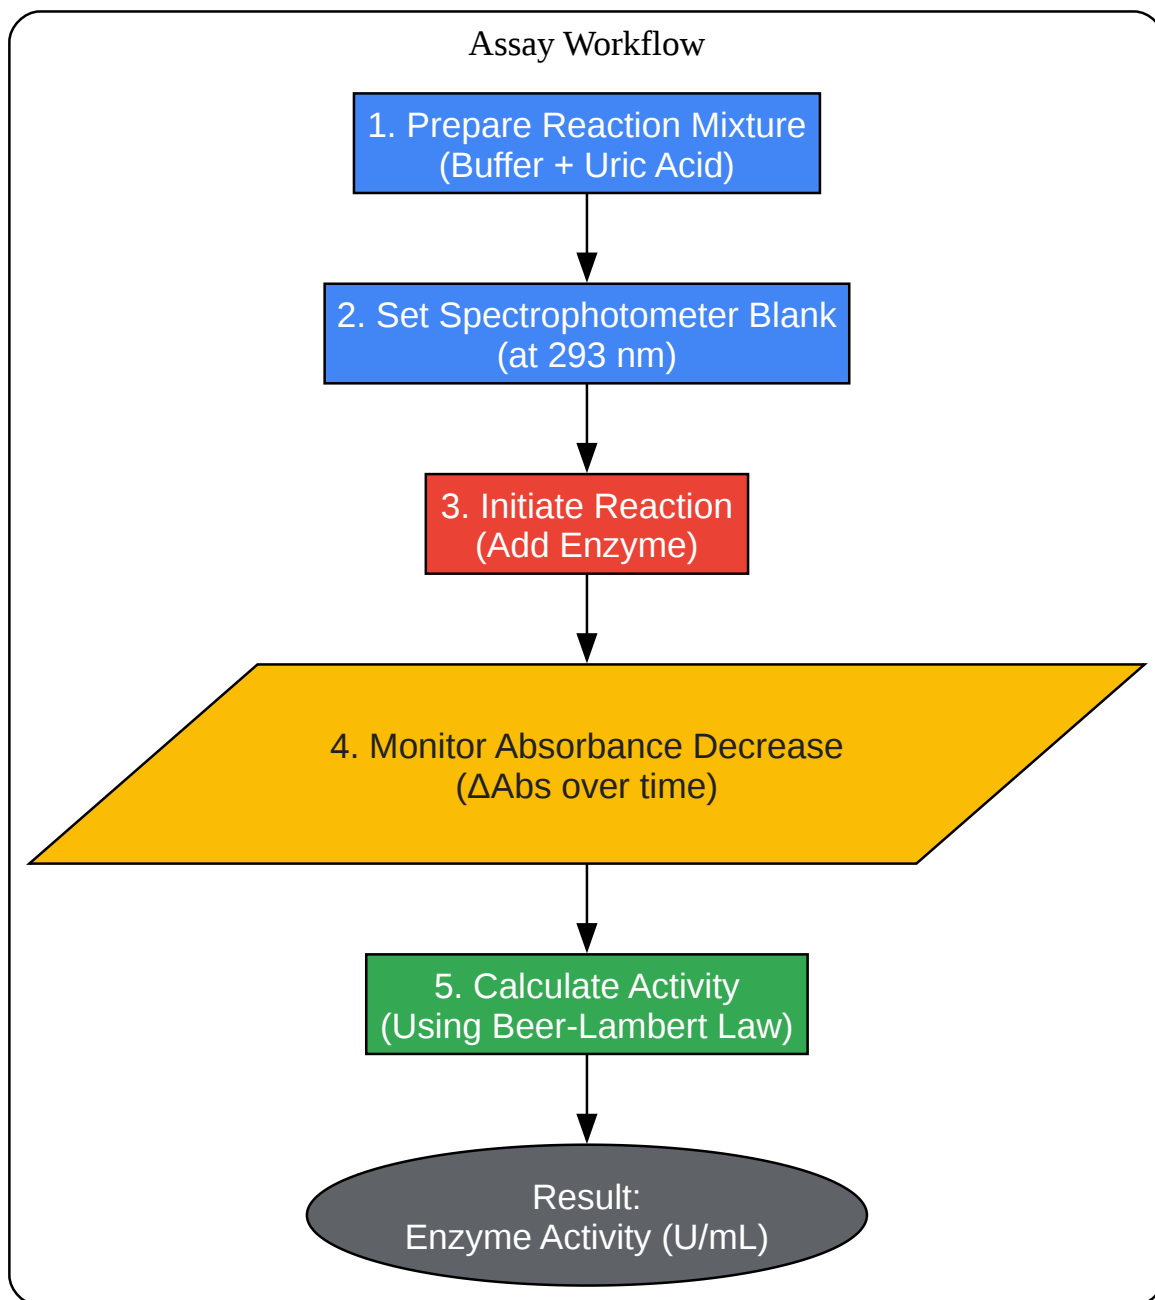 Assay Workflow
1. Prepare Reaction Mixture
(Buffer + Uric Acid)
2. Set Spectrophotometer Blank
(at 293 nm)
3. Initiate Reaction
(Add Enzyme)
4. Monitor Absorbance Decrease
(ΔAbs over time)
5. Calculate Activity
(Using Beer-Lambert Law)
Result:
Enzyme Activity (U/mL)